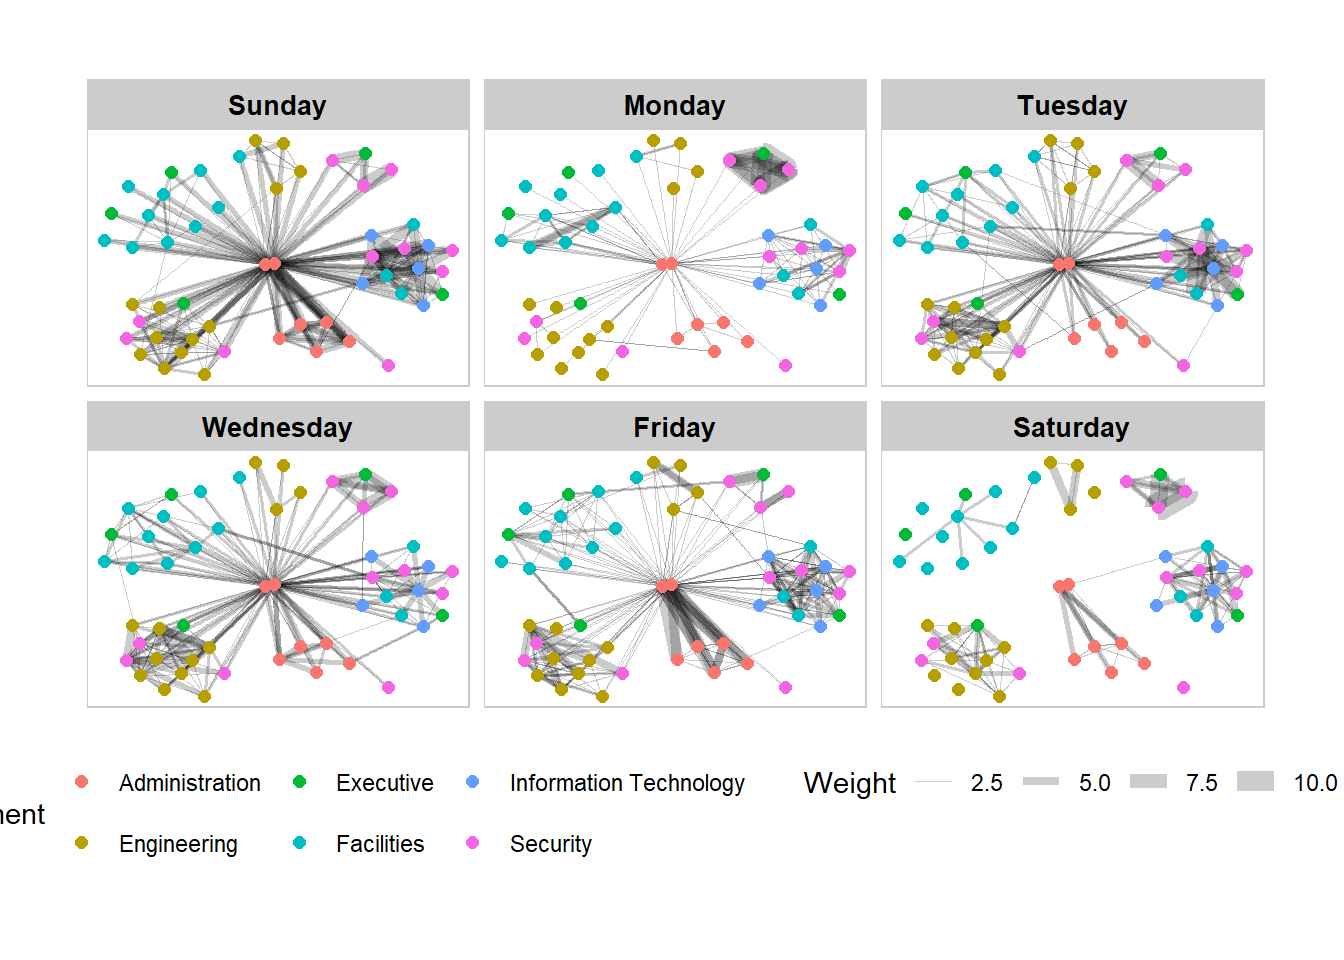 Sunday
Monday
Tuesday
Wednesday
Friday
Saturday
Administration Executive Information Technology Weight 2.5 5.0 7.5 10.0
Engineering Facilities Security